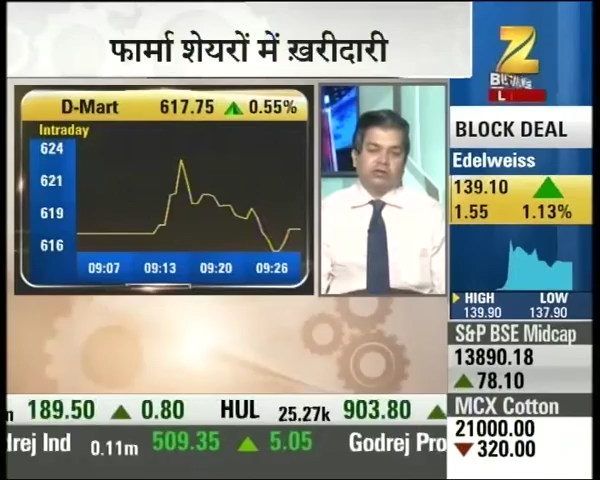 फार्मा शेयरों में ख़रीदारी
D-Mart 617.75 0.55%
Intraday
624
621
619
616
09:07 09:13 09:20 09:26
BLOCK DEAL
Edelweiss
139.10
1.55 1.13%
HIGH LOW
139.90 137.90
S&P BSE Midcap
13890.18
78.10
MCX Cotton
21000.00
320.00
189.50 0.80 HUL 25.27k 903.80
drej Ind 0.11m 509.35 5.05 Godrej Pro